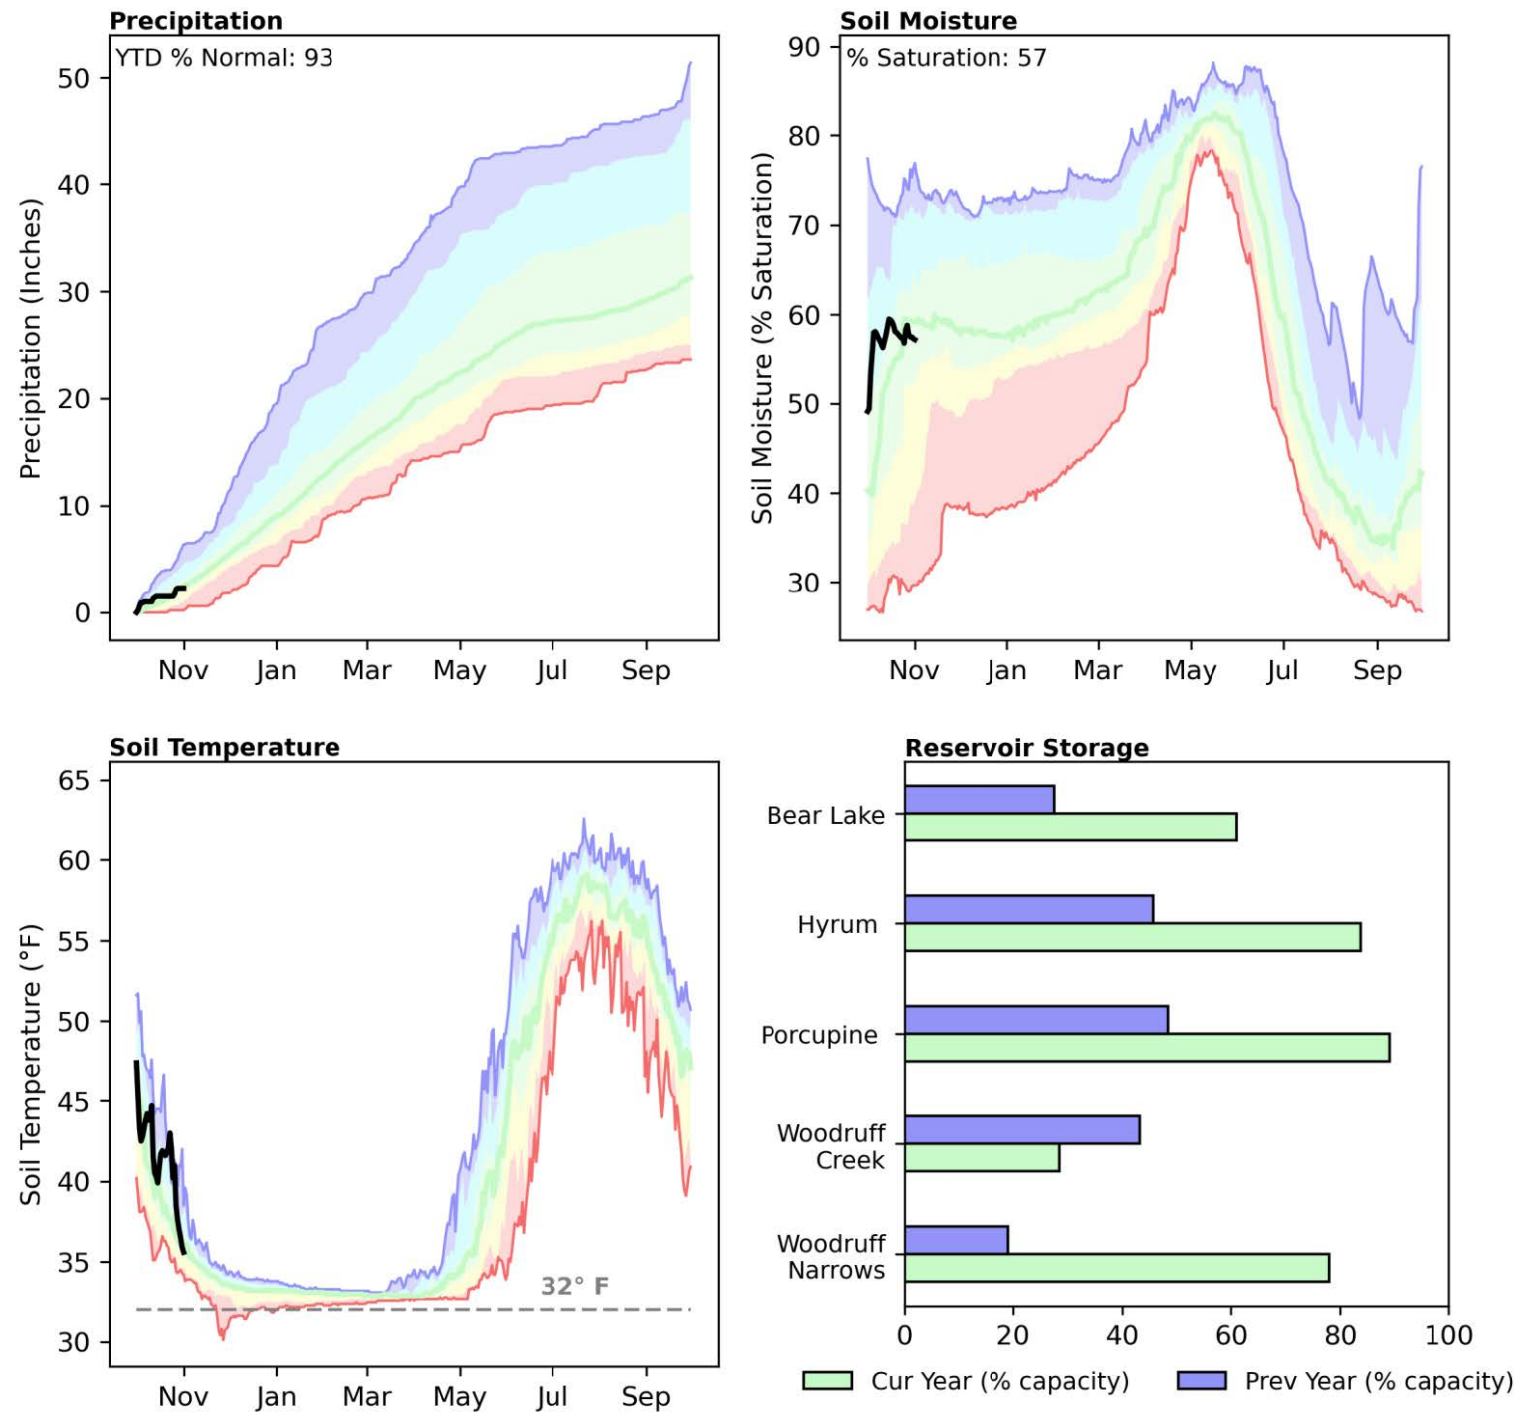 Precipitation
YTD % Normal: 93
Precipitation (Inches)
50
40
30
20
10
0
Nov Jan Mar May Jul Sep
Soil Moisture
% Saturation: 57
Soil Moisture (% Saturation)
90
80
70
60
50
40
30
Nov Jan Mar May Jul Sep
Soil Temperature
Soil Temperature (°F)
65
60
55
50
45
40
35
30
32° F
Nov Jan Mar May Jul Sep
Reservoir Storage
Bear Lake
Hyrum
Porcupine
Woodruff
Creek
Woodruff
Narrows
0 20 40 60 80 100
Cur Year (% capacity) Prev Year (% capacity)